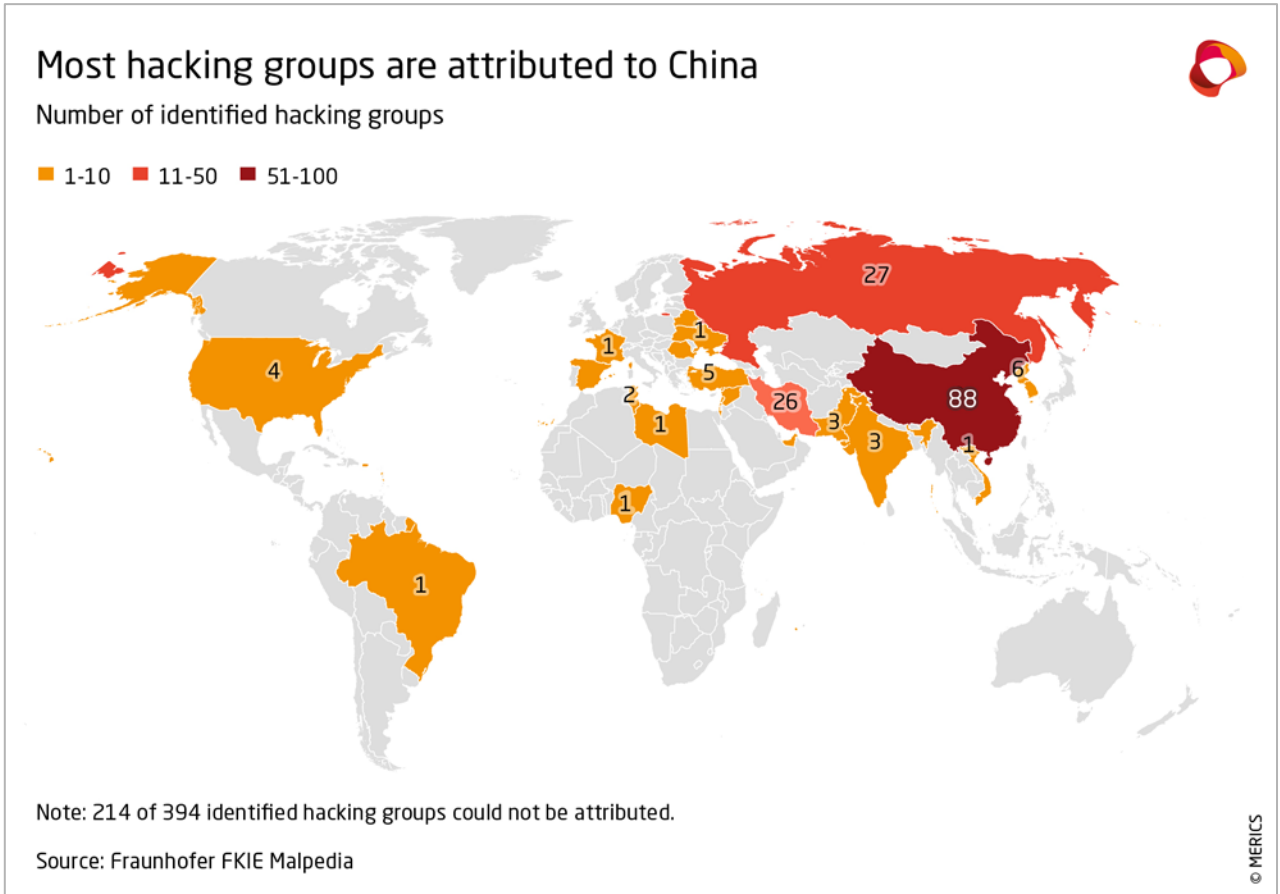 Most hacking groups are attributed to China
Number of identified hacking groups
1-10 11-50 51-100
27
1
1
4
5
6
2
26
88
3
1
3
1
1
1
Note: 214 of 394 identified hacking groups could not be attributed.
Source: Fraunhofer FKIE Malpedia
© MERICS